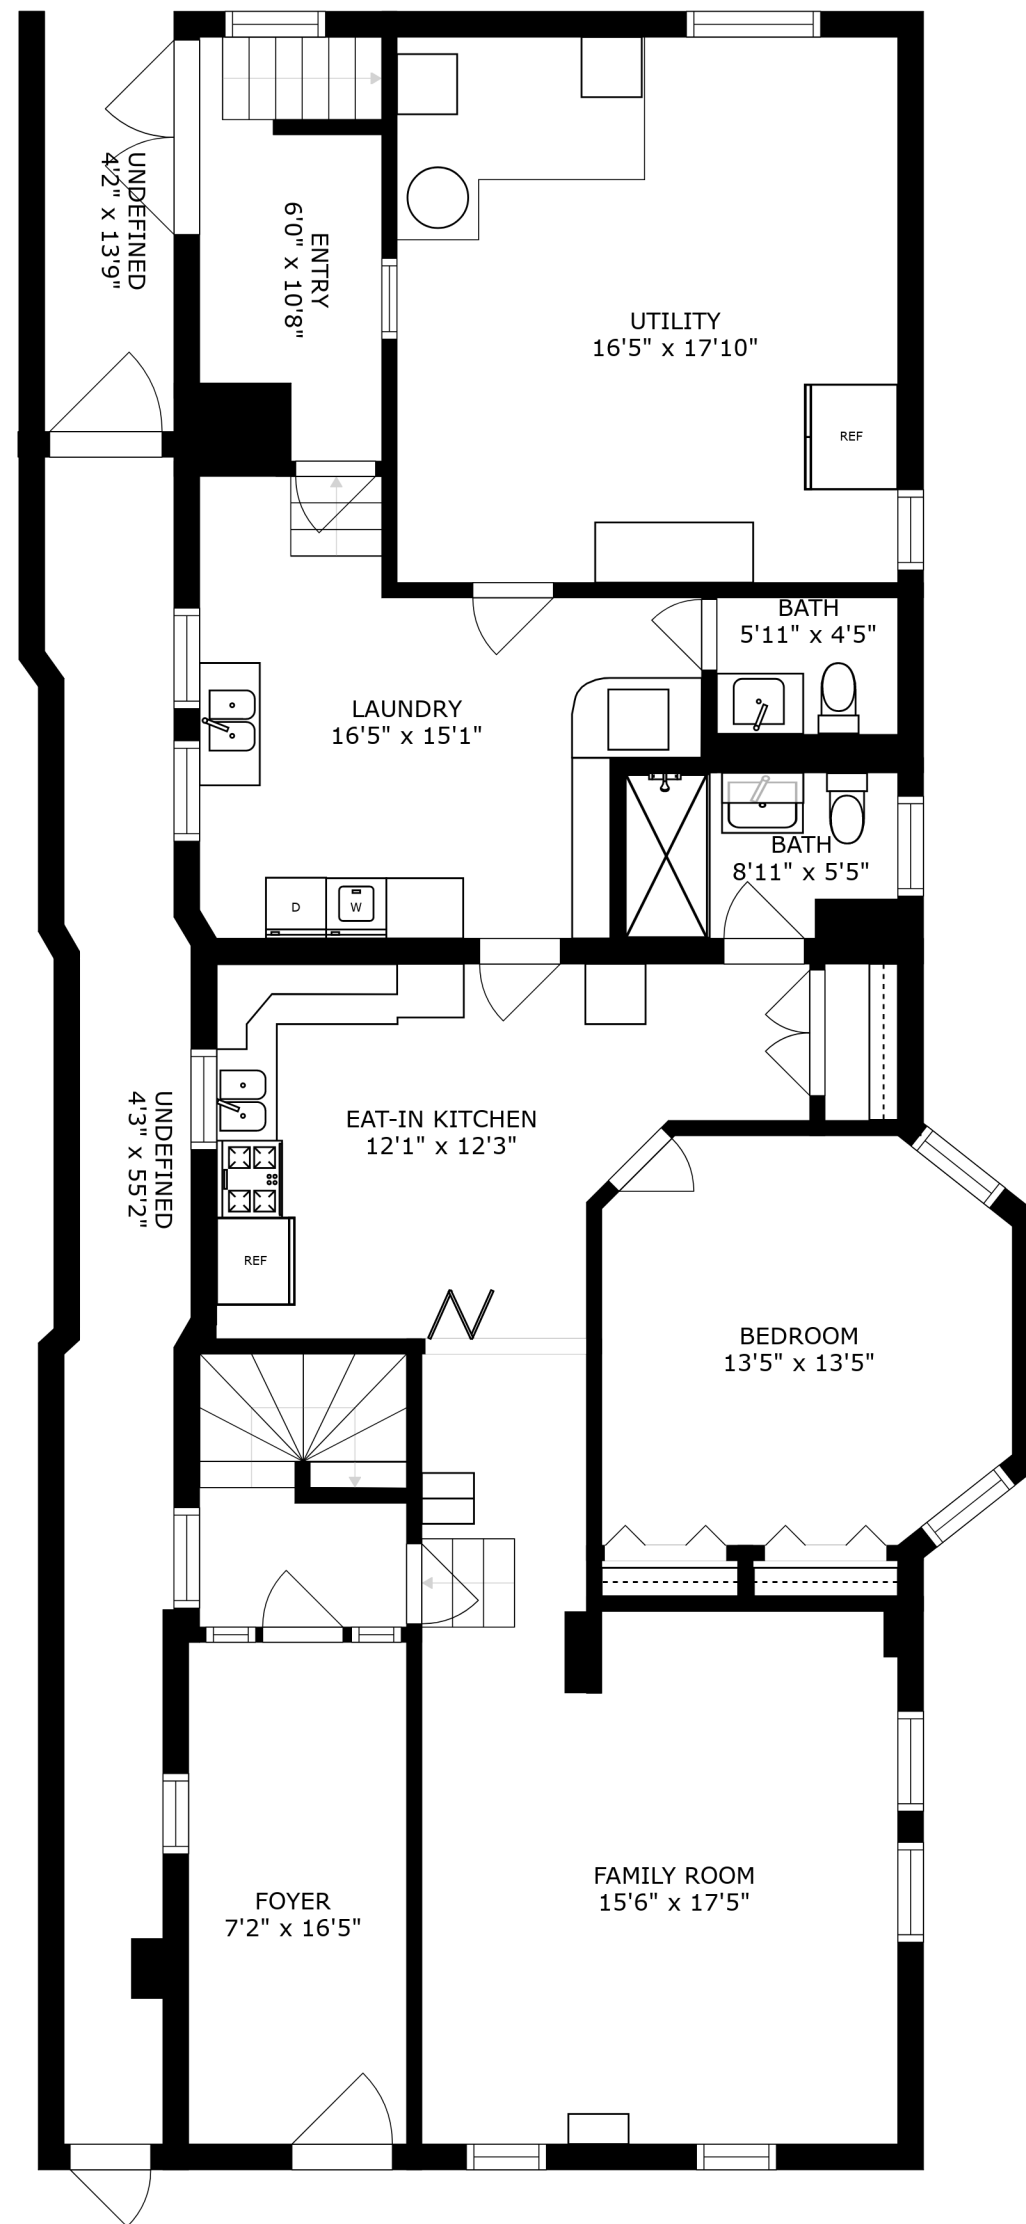 UNDEFINED
4'2" x 13'9"
ENTRY
6'0" x 10'8"
UTILITY
16'5" x 17'10"
REF
BATH
5'11" x 4'5"
LAUNDRY
16'5" x 15'1"
BATH
8'11" x 5'5"
D
W
UNDEFINED
4'3" x 55'2"
EAT-IN KITCHEN
12'1" x 12'3"
REF
BEDROOM
13'5" x 13'5"
FAMILY ROOM
15'6" x 17'5"
FOYER
7'2" x 16'5"